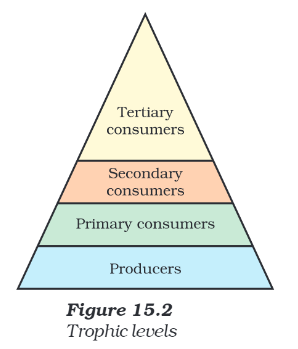 Tertiary
consumers
Secondary
consumers
Primary consumers
Producers
Figure 15.2
Trophic levels